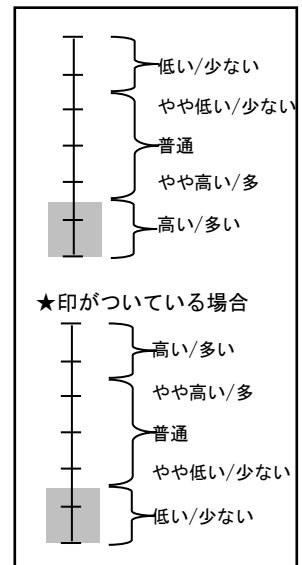 低い/少ない
やや低い/少ない
普通
やや高い/多
高い/多い
★印がついている場合
高い/多い
やや高い/多
普通
やや低い/少ない
低い/少ない